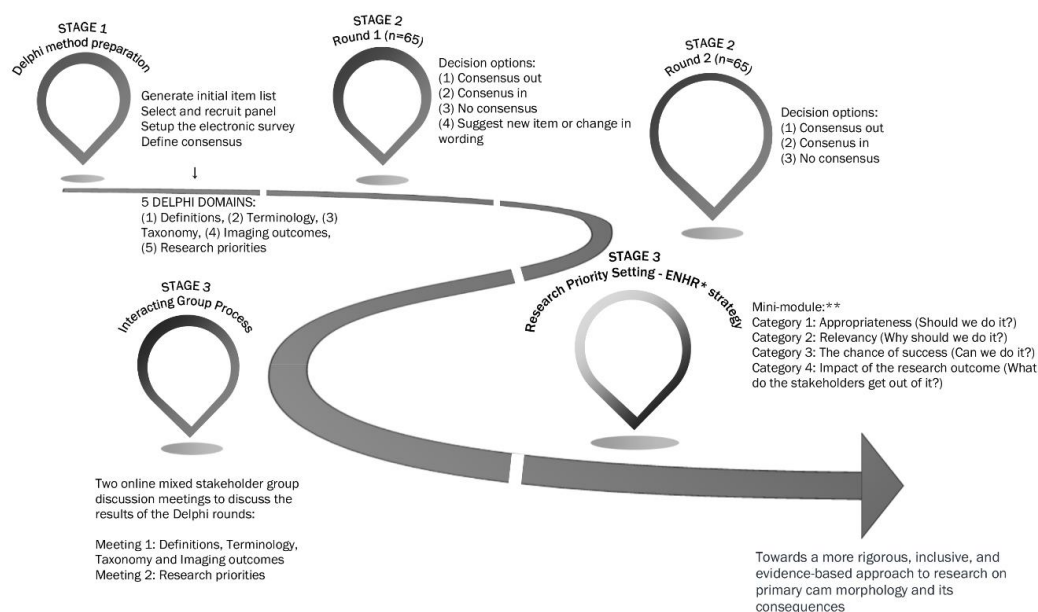 STAGE 1
Delphi method preparation
Generate initial item list
Select and recruit panel
Setup the electronic survey
Define consensus
↓
5 DELPHI DOMAINS:
(1) Definitions, (2) Terminology, (3)
Taxonomy, (4) Imaging outcomes,
(5) Research priorities
STAGE 2
Round 1 (n=65)
Decision options:
(1) Consensus out
(2) Consenus in
(3) No consensus
(4) Suggest new item or change in
wording
STAGE 2
Round 2 (n=65)
Decision options:
(1) Consensus out
(2) Consenus in
(3) No consensus
STAGE 3
Interacting Group Process
Two online mixed stakeholder group
discussion meetings to discuss the
results of the Delphi rounds:
Meeting 1: Definitions, Terminology,
Taxonomy and Imaging outcomes
Meeting 2: Research priorities
STAGE 3
Research Priority Setting - ENHR* strategy
Mini-module:**
Category 1: Appropriateness (Should we do it?)
Category 2: Relevancy (Why should we do it?)
Category 3: The chance of success (Can we do it?)
Category 4: Impact of the research outcome (What
do the stakeholders get out of it?)
Towards a more rigorous, inclusive, and
evidence-based approach to research on
primary cam morphology and its
consequences